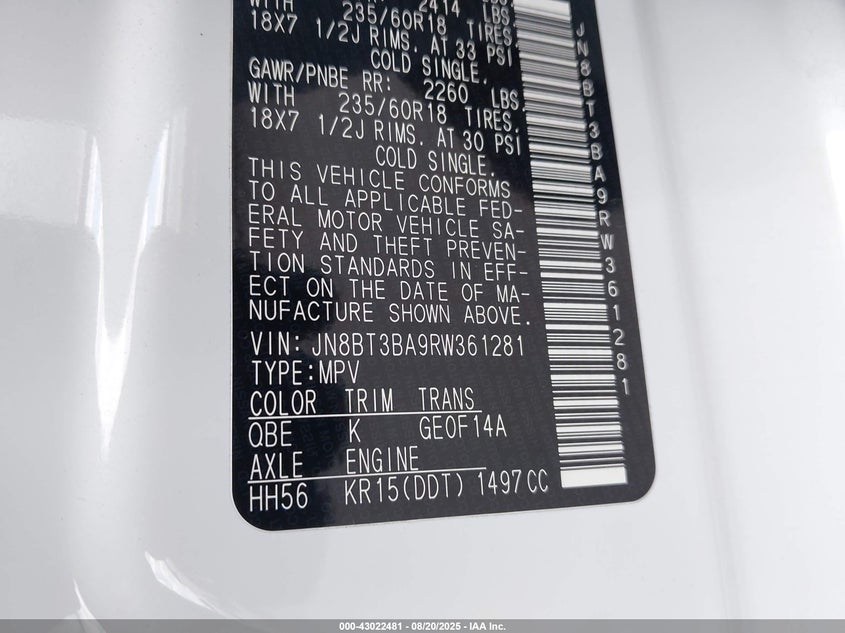 WITH 2414 LBS
235/60R18 TIRES,
18X7 1/2J RIMS. AT 33 PSI
COLD SINGLE.
GAWR/PNBE RR: 2260 LBS,
WITH 235/60R18 TIRES,
18X7 1/2J RIMS. AT 30 PSI
COLD SINGLE.
THIS VEHICLE CONFORMS
TO ALL APPLICABLE FED-
ERAL MOTOR VEHICLE SA-
FETY AND THEFT PREVEN-
TION STANDARDS IN EFF-
ECT ON THE DATE OF MA-
NUFACTURE SHOWN ABOVE.
VIN: JN8BT3BA9RW361281
TYPE:MPV
COLOR TRIM TRANS
QBE K GE0F14A
AXLE ENGINE
HH56 KR15(DDT) 1497CC
JN8BT3BA9RW361281
000-43022481 - 08/20/2025 - IAA Inc.